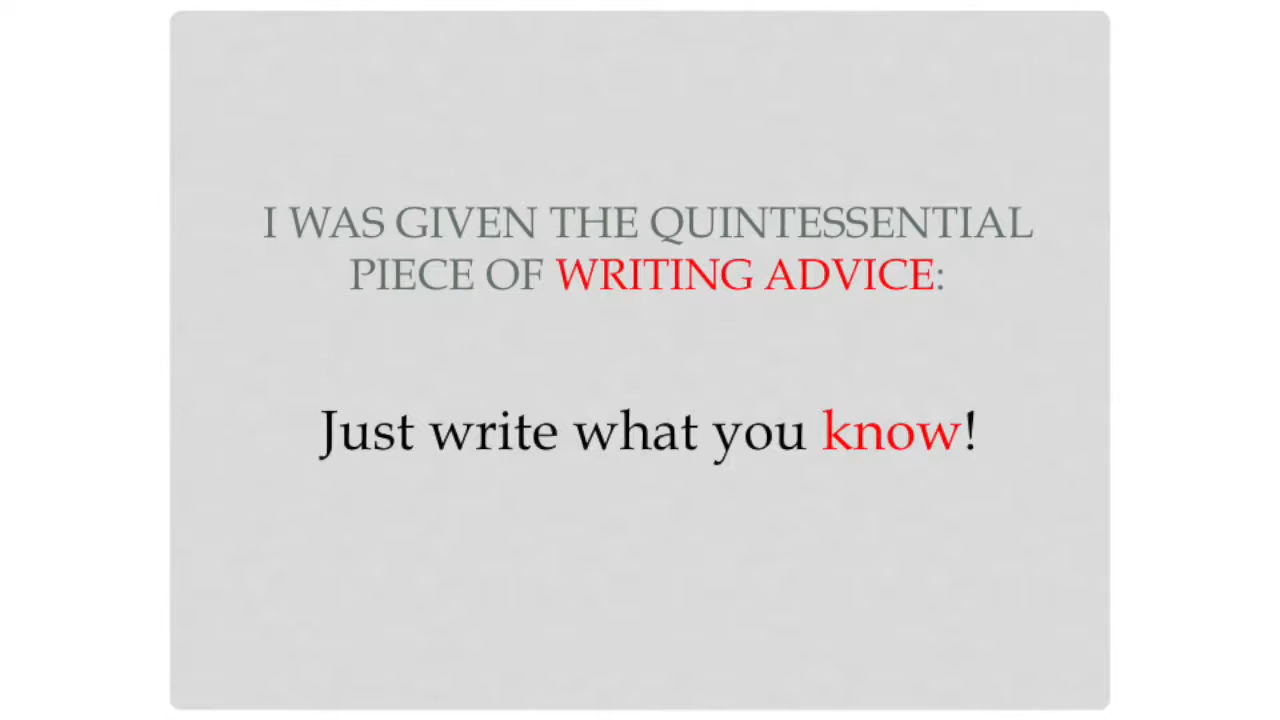 I WAS GIVEN THE QUINTESSENTIAL
PIECE OF WRITING ADVICE:
Just write what you know!